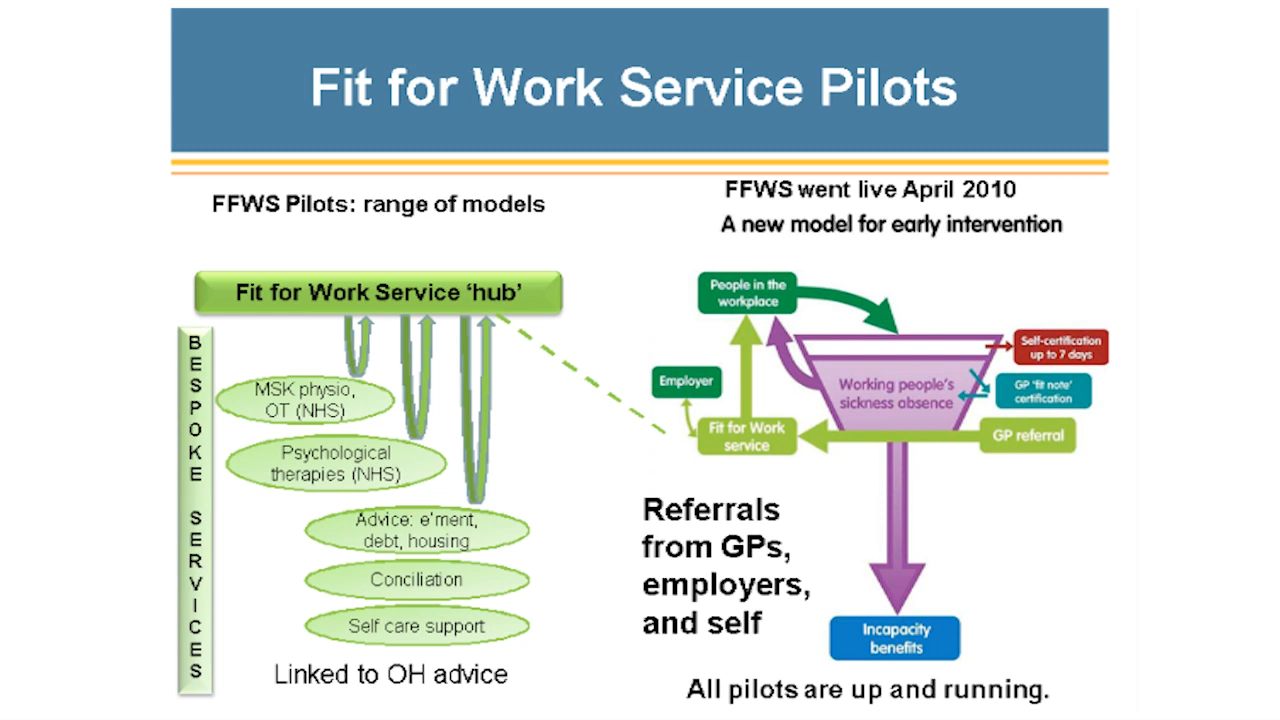 Fit for Work Service Pilots
FFWS Pilots: range of models
Fit for Work Service ‘hub’
BESPOKE SERVICES
MSK physio,
OT (NHS)
Psychological
therapies (NHS)
Advice: e’ment,
debt, housing
Conciliation
Self care support
Linked to OH advice
FFWS went live April 2010
A new model for early intervention
People in the
workplace
Self-certification
up to 7 days
Employer
Working people’s
sickness absence
GP ‘fit note’
certification
Fit for Work
service
GP referral
Referrals
from GPs,
employers,
and self
Incapacity
benefits
All pilots are up and running.